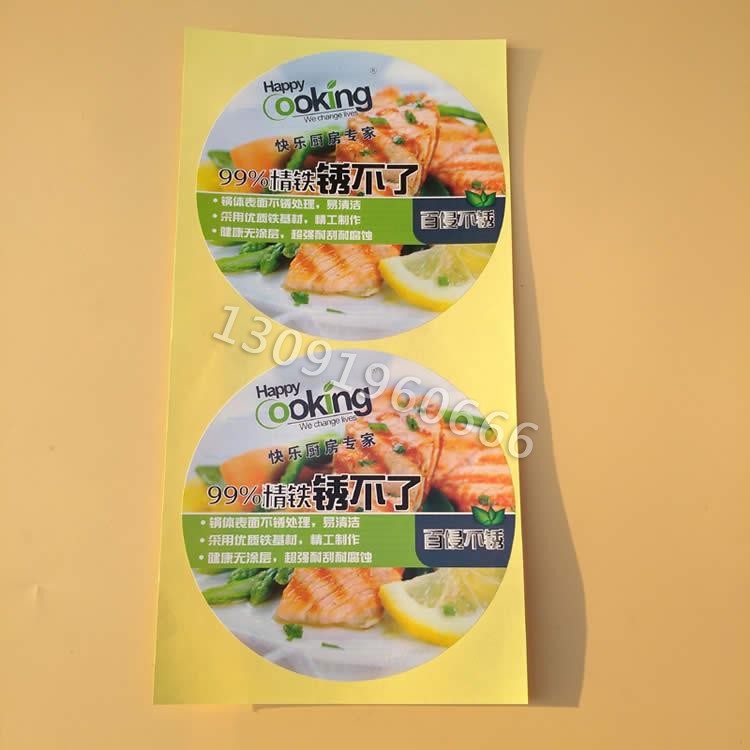 Happy
Cooking®
We change lives
快乐厨房专家
99%精铁锈不了
• 锅体表面不锈处理，易清洁
• 采用优质铁基材，精工制作
• 健康无涂层，超强耐刮耐腐蚀
百侵不锈
13091960666
Happy
Cooking®
We change lives
快乐厨房专家
99%精铁锈不了
• 锅体表面不锈处理，易清洁
• 采用优质铁基材，精工制作
• 健康无涂层，超强耐刮耐腐蚀
百侵不锈